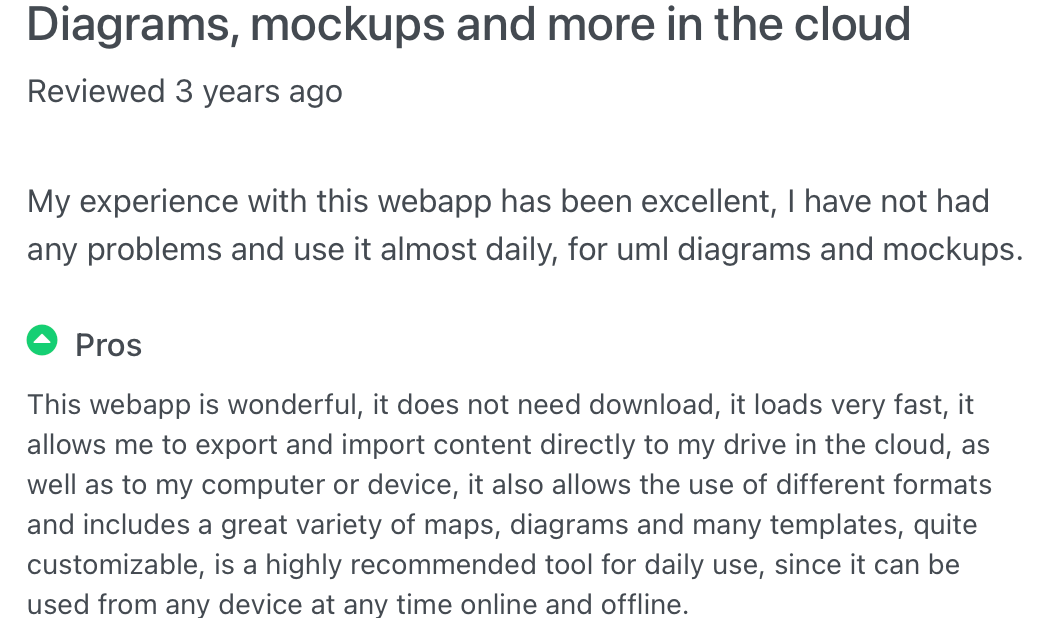 Diagrams, mockups and more in the cloud
Reviewed 3 years ago
My experience with this webapp has been excellent, I have not had
any problems and use it almost daily, for uml diagrams and mockups.
Pros
This webapp is wonderful, it does not need download, it loads very fast, it
allows me to export and import content directly to my drive in the cloud, as
well as to my computer or device, it also allows the use of different formats
and includes a great variety of maps, diagrams and many templates, quite
customizable, is a highly recommended tool for daily use, since it can be
used from any device at any time online and offline.